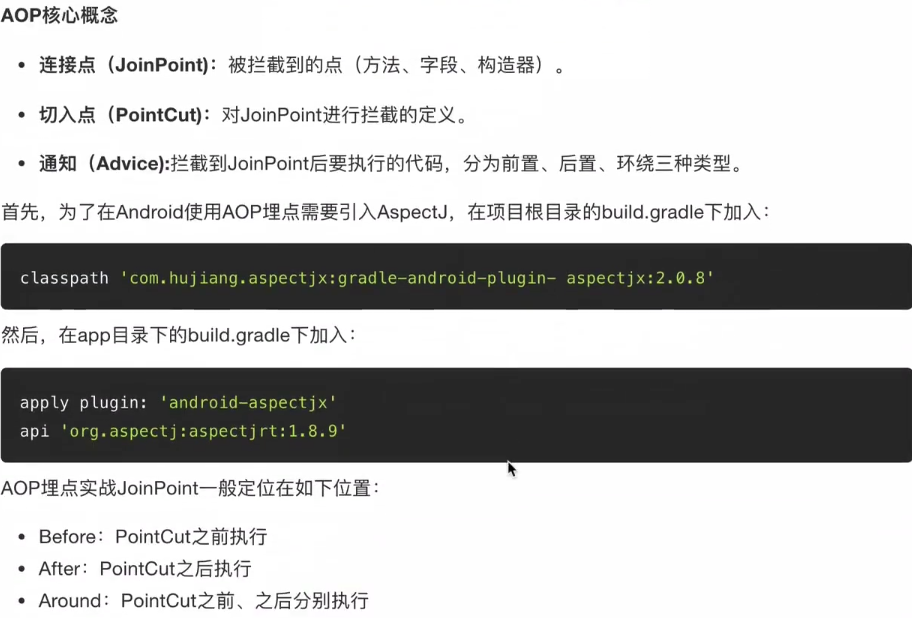 AOP核心概念
• 连接点（JoinPoint)：被拦截到的点（方法、字段、构造器）。
• 切入点（PointCut)：对JoinPoint进行拦截的定义。
• 通知（Advice):拦截到JoinPoint后要执行的代码，分为前置、后置、环绕三种类型。
首先，为了在Android使用AOP埋点需要引入AspectJ，在项目根目录的build.gradle下加入：
classpath 'com.hujiang.aspectjx:gradle-android-plugin- aspectjx:2.0.8'
然后，在app目录下的build.gradle下加入：
apply plugin: 'android-aspectjx'
api 'org.aspectj:aspectjrt:1.8.9'
AOP埋点实战JoinPoint一般定位在如下位置：
• Before：PointCut之前执行
• After：PointCut之后执行
• Around：PointCut之前、之后分别执行